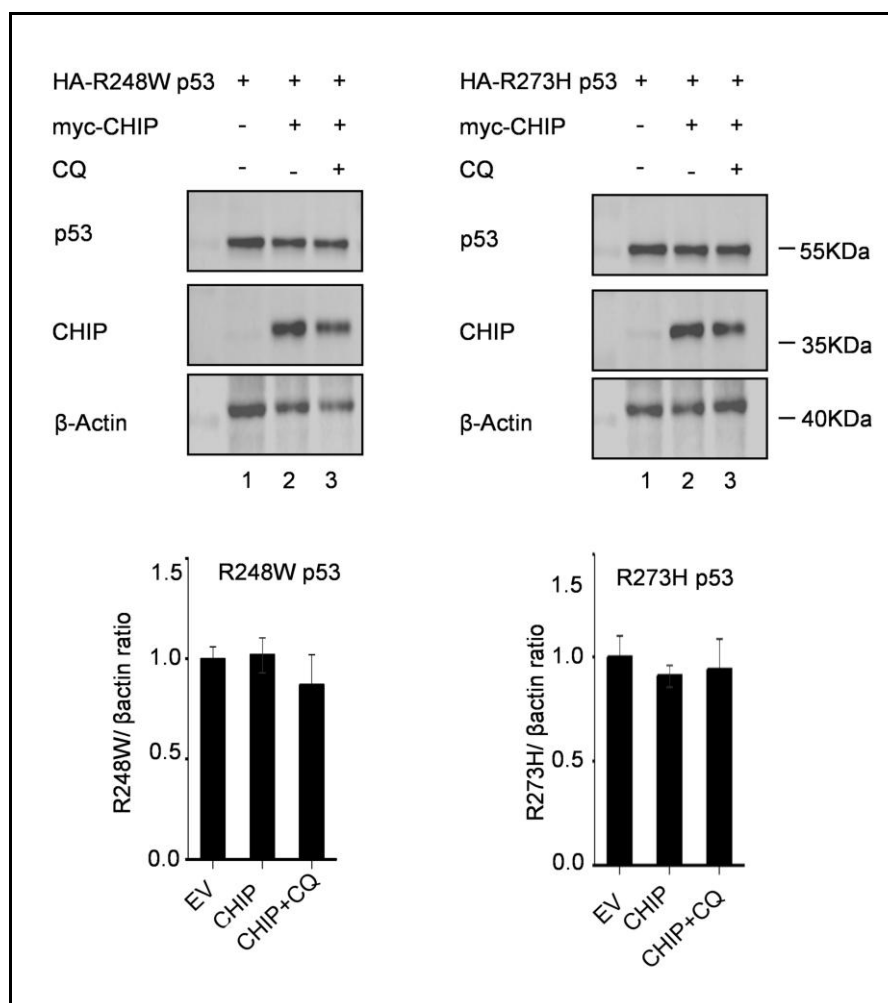 HA-R248W p53 + + +
myc-CHIP - + +
CQ - - +
p53
CHIP
β-Actin
1 2 3
HA-R273H p53 + + +
myc-CHIP - + +
CQ - - +
p53
55KDa
CHIP
35KDa
β-Actin
40KDa
1 2 3
R248W p53
R248W/ βactin ratio
1.5
1.0
0.5
0.0
EV
CHIP
CHIP+CQ
R273H p53
R273H/ βactin ratio
1.5
1.0
0.5
0.0
EV
CHIP
CHIP+CQ